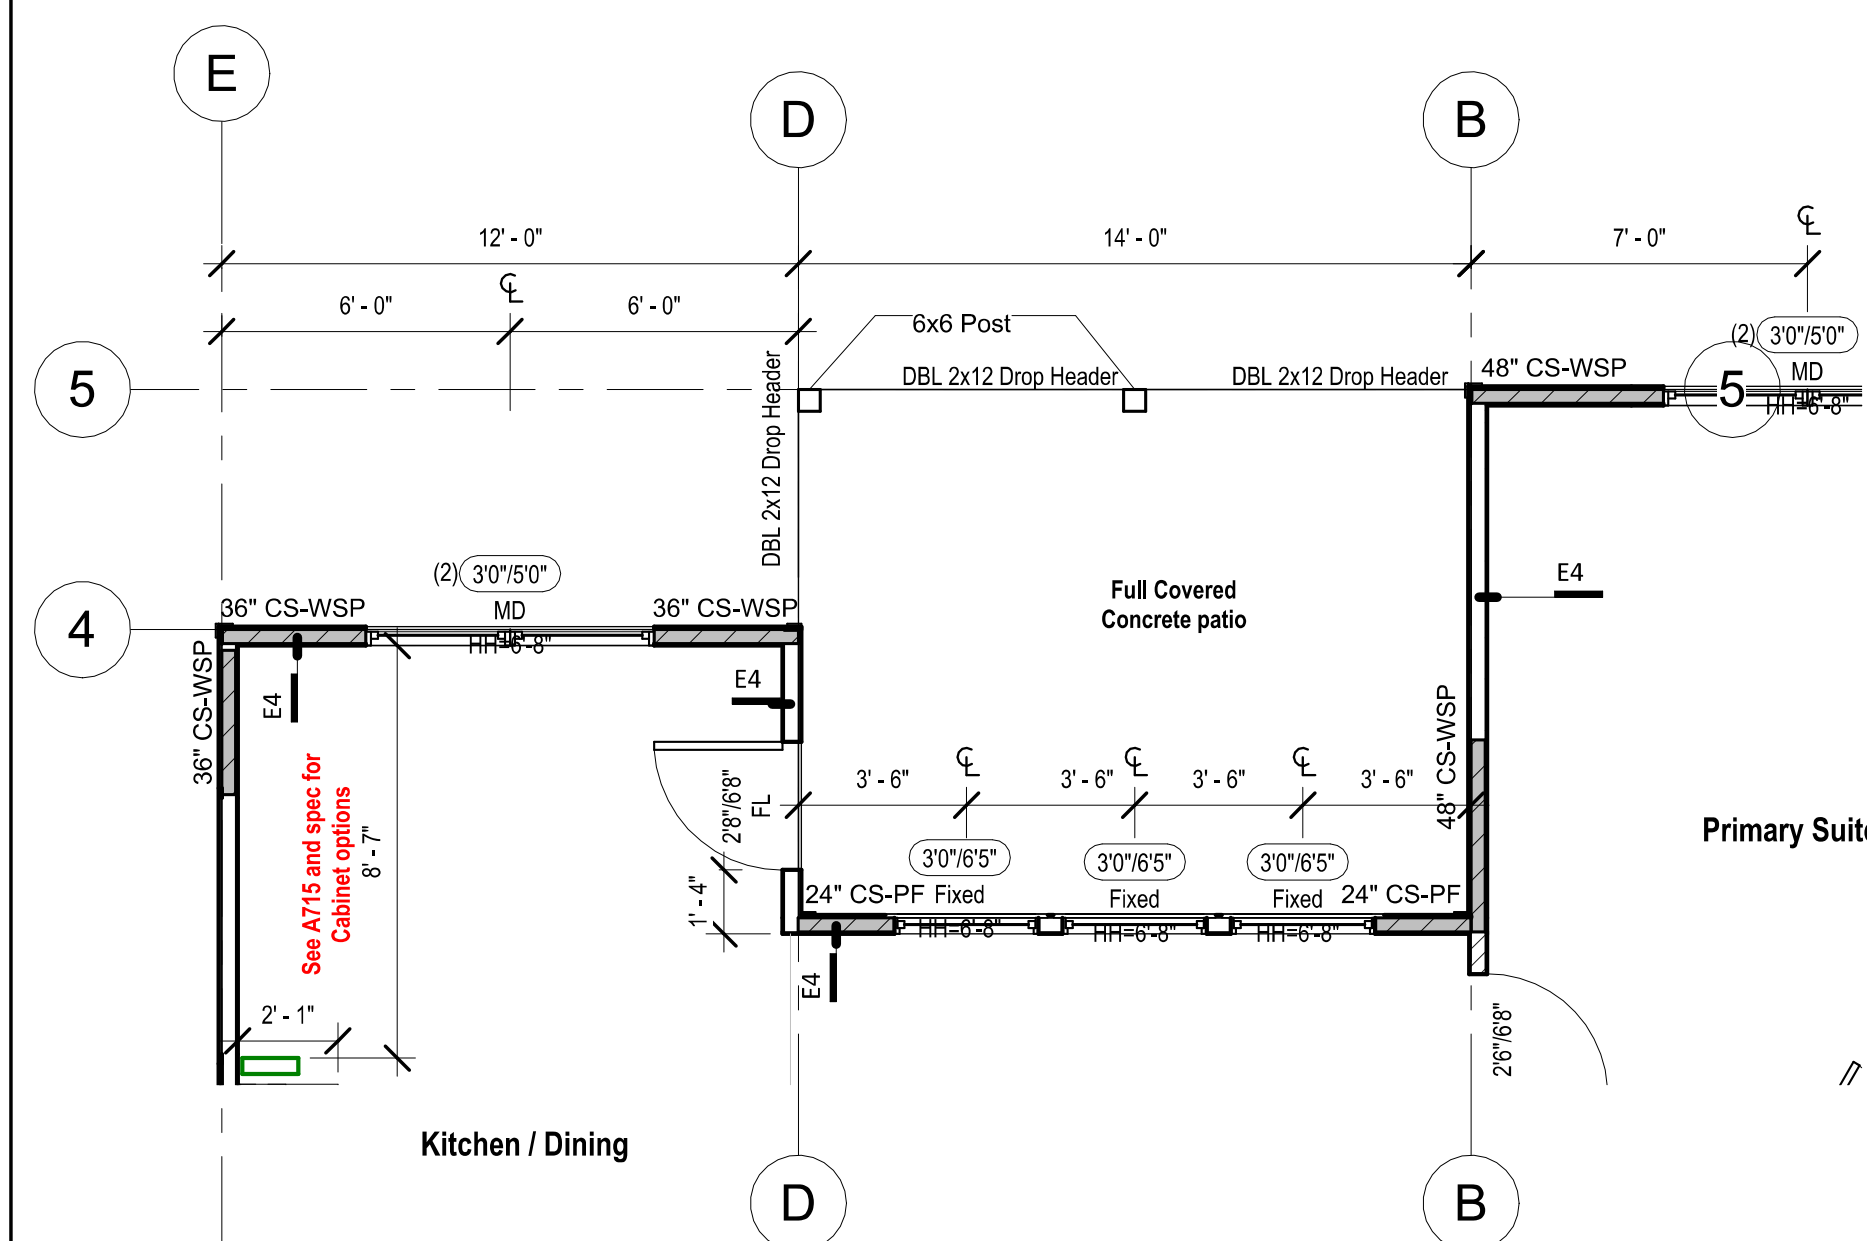 E
D
B
12' - 0"
14' - 0"
7' - 0"
℄
6' - 0"
℄
6' - 0"
6x6 Post
(2) 3'0"/5'0"
MD
HH=6'-8"
5
DBL 2x12 Drop Header
DBL 2x12 Drop Header
48" CS-WSP
5
DBL 2x12 Drop Header
(2) 3'0"/5'0"
MD
HH=6'-8"
Full Covered
Concrete patio
E4
4
36" CS-WSP
36" CS-WSP
36" CS-WSP
E4
E4
48" CS-WSP
See A715 and spec for
Cabinet options
8' - 7"
2'8"/6'8"
FL
3' - 6"
℄
3' - 6"
℄
3' - 6"
℄
3' - 6"
Primary Suite
3'0"/6'5"
Fixed
HH=6'-8"
3'0"/6'5"
Fixed
HH=6'-8"
3'0"/6'5"
Fixed
HH=6'-8"
24" CS-PF
24" CS-PF
1' - 4"
E4
2' - 1"
2'6"/6'8"
Kitchen / Dining
D
B